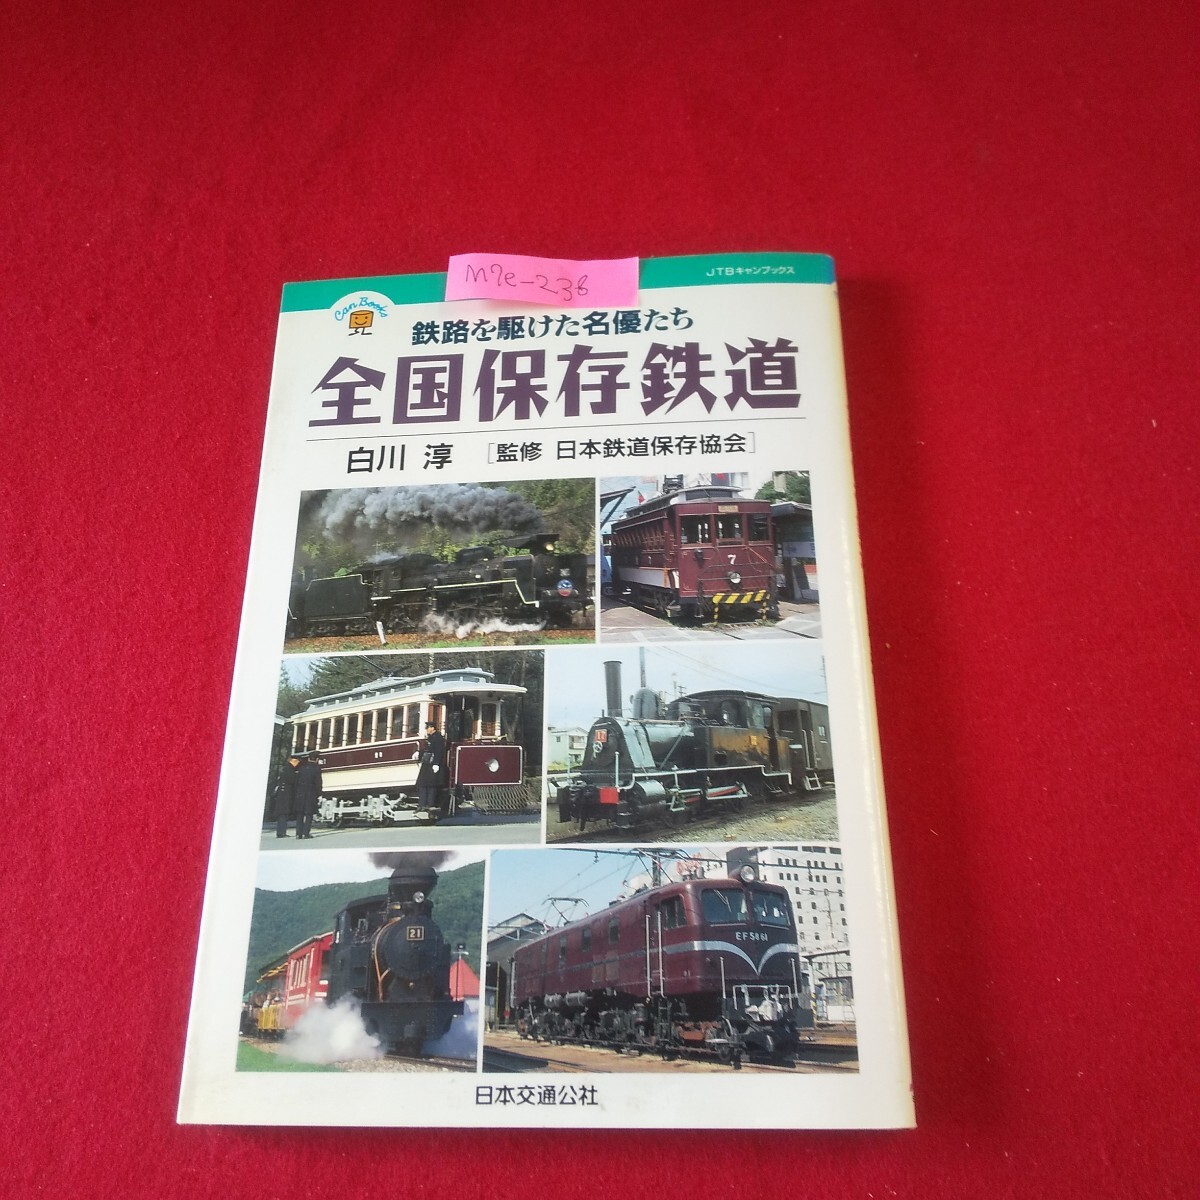 M7e-238
JTBキャンブックス
Can Books
鉄路を駆けた名優たち
全国保存鉄道
白川 淳 [監修 日本鉄道保存協会]
7
17
21
EF5861
日本交通公社